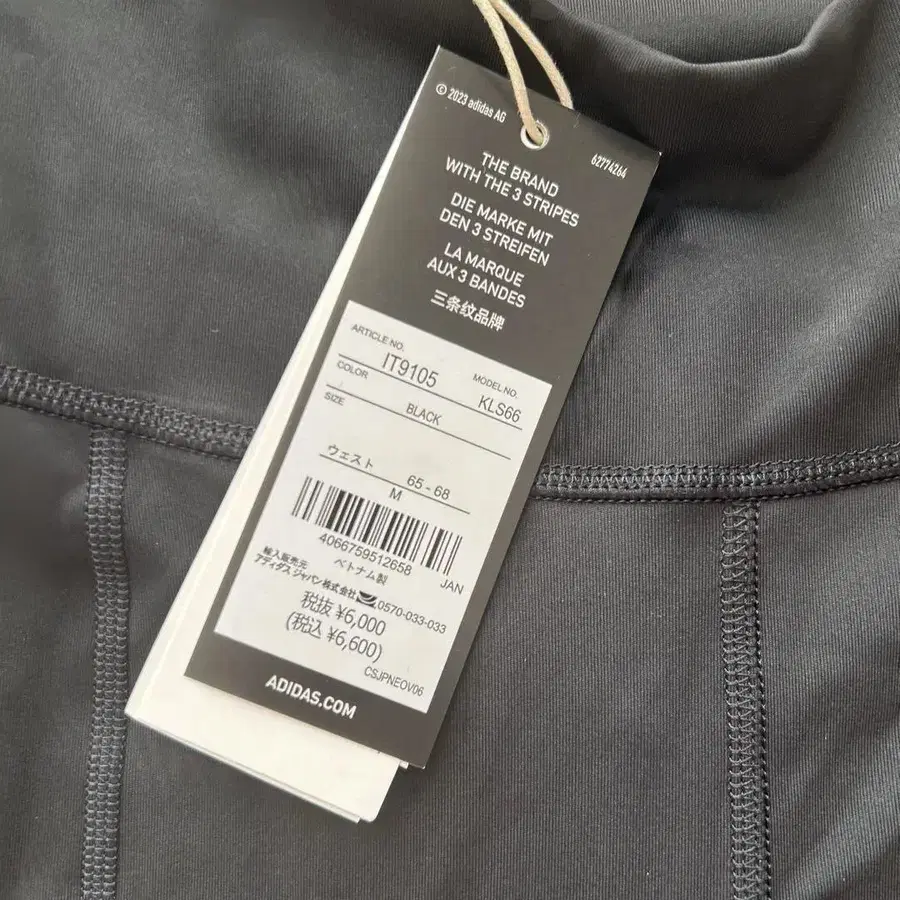 © 2023 adidas AG
62774264
THE BRAND
WITH THE 3 STRIPES
DIE MARKE MIT
DEN 3 STREIFEN
LA MARQUE
AUX 3 BANDES
三条纹品牌
ARTICLE NO. IT9105 MODEL NO. KLS66
COLOR BLACK
SIZE
ウェスト 65 - 68
M
4066759512658 JAN
ベトナム製
輸入販売元
アディダス ジャパン株式会社 0570-033-033
税抜 ¥6,000
(税込 ¥6,600)
CSJPNEOV06
ADIDAS.COM